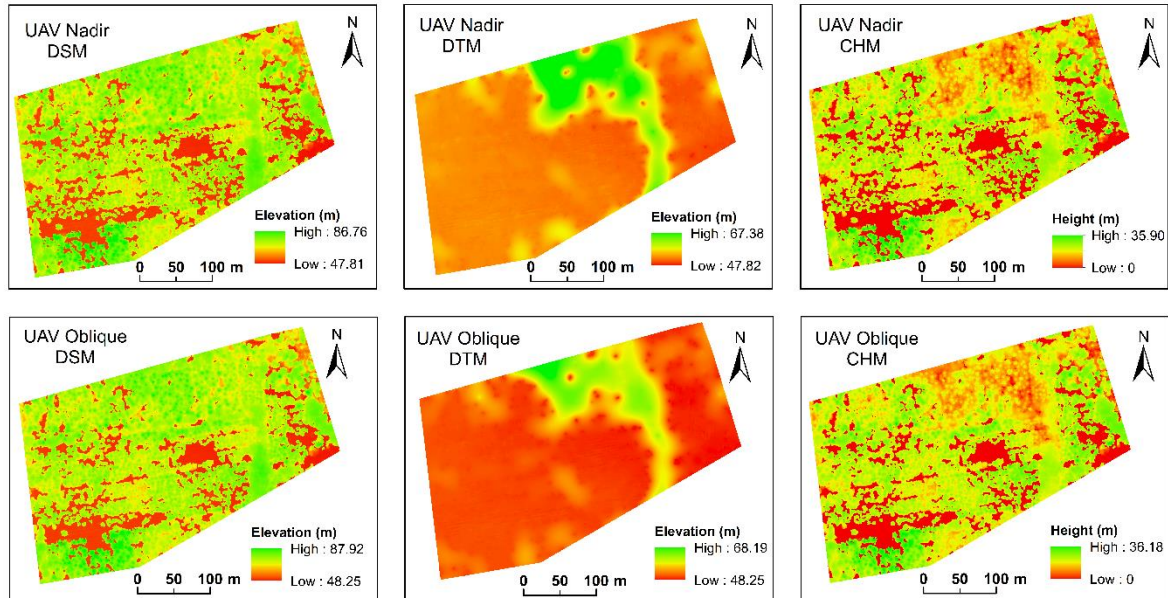 UAV Nadir
DSM
N
Elevation (m)
High : 86.76
Low : 47.81
0 50 100 m
UAV Nadir
DTM
N
Elevation (m)
High : 67.38
Low : 47.82
0 50 100 m
UAV Nadir
CHM
N
Height (m)
High : 35.90
Low : 0
0 50 100 m
UAV Oblique
DSM
N
Elevation (m)
High : 87.92
Low : 48.25
0 50 100 m
UAV Oblique
DTM
N
Elevation (m)
High : 68.19
Low : 48.25
0 50 100 m
UAV Oblique
CHM
N
Height (m)
High : 36.18
Low : 0
0 50 100 m